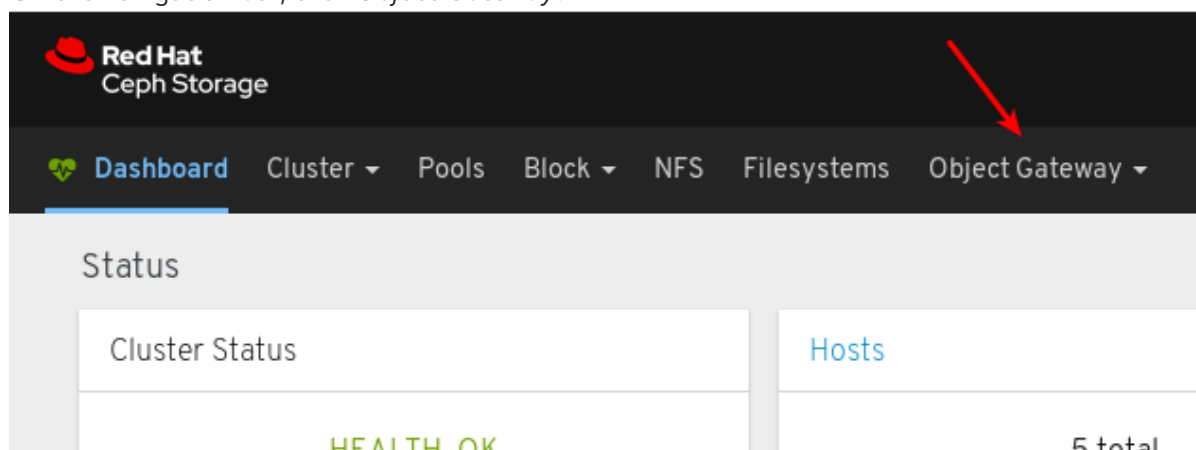 Red Hat
Ceph Storage
Dashboard Cluster Pools Block NFS Filesystems Object Gateway
Status
Cluster Status Hosts
HEALTH_OK 5 total